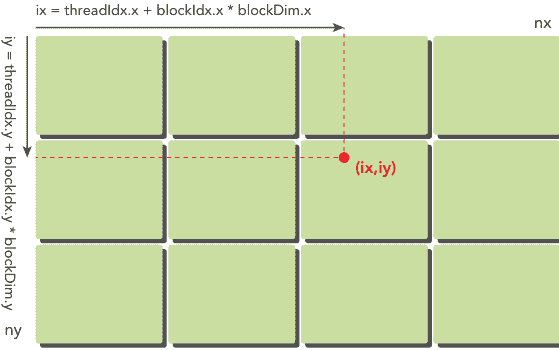 ix = threadIdx.x + blockIdx.x * blockDim.x
nx
iy = threadIdx.y + blockIdx.y * blockDim.y
(ix,iy)
ny